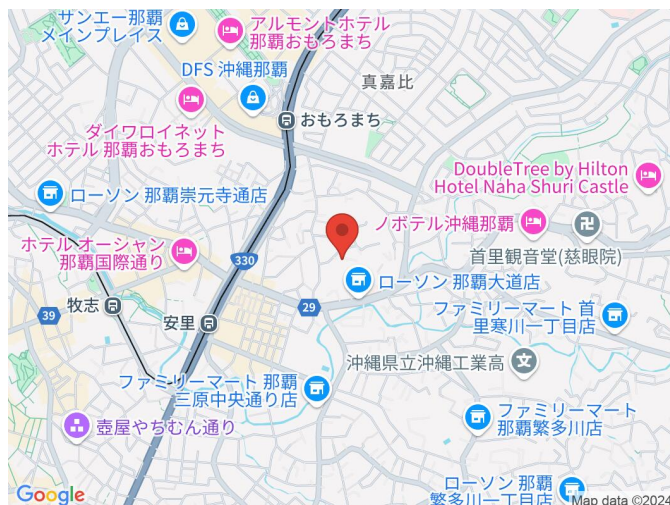 サンエー那覇
メインプレイス
アルモントホテル
那覇おもろまち
真嘉比
DFS 沖縄那覇
おもろまち
ダイワロイネット
ホテル 那覇おもろまち
DoubleTree by Hilton
Hotel Naha Shuri Castle
ローソン 那覇崇元寺通店
ノボテル沖縄那覇
首里観音堂(慈眼院)
ホテル オーシャン
那覇国際通り
330
ローソン 那覇大道店
牧志
39
安里
29
ファミリーマート 首
里寒川一丁目店
沖縄県立沖縄工業高
文
ファミリーマート 那覇
三原中央通り店
壺屋やちむん通り
ファミリーマート
那覇繁多川店
ローソン 那覇
繁多川一丁目店
Google
Map data ©2024